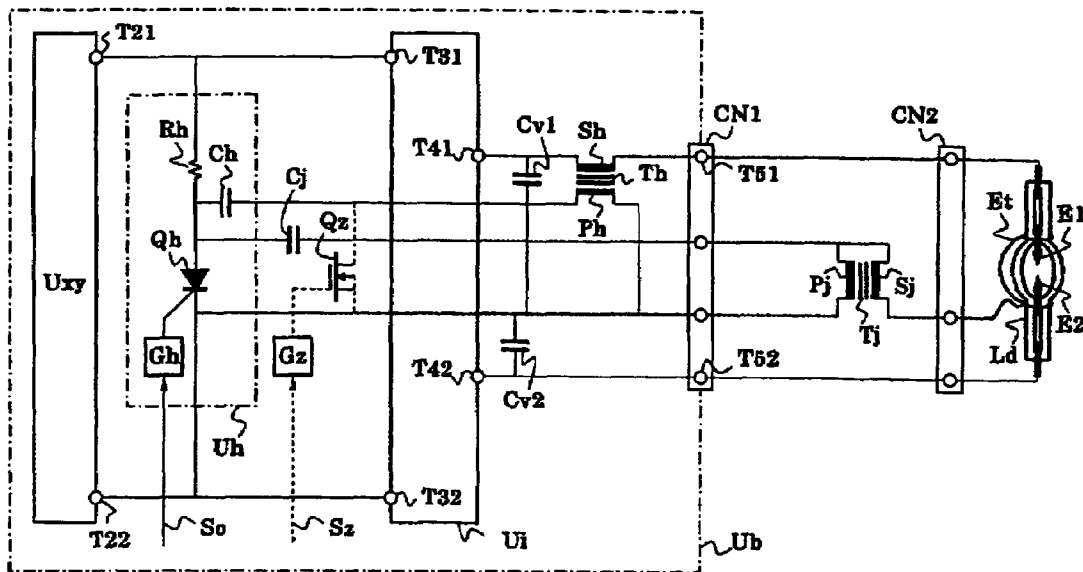 T21
T31
CN1
CN2
Rh
Ch
Cv1
Sh
T41
Th
T51
Cj
Qz
Ph
Et
E1
Qh
Uxy
Pj
Sj
E2
Gh
Gz
T42
Tj
Ld
T52
Cv2
Uh
T32
T22
So
Sz
Ui
Ub